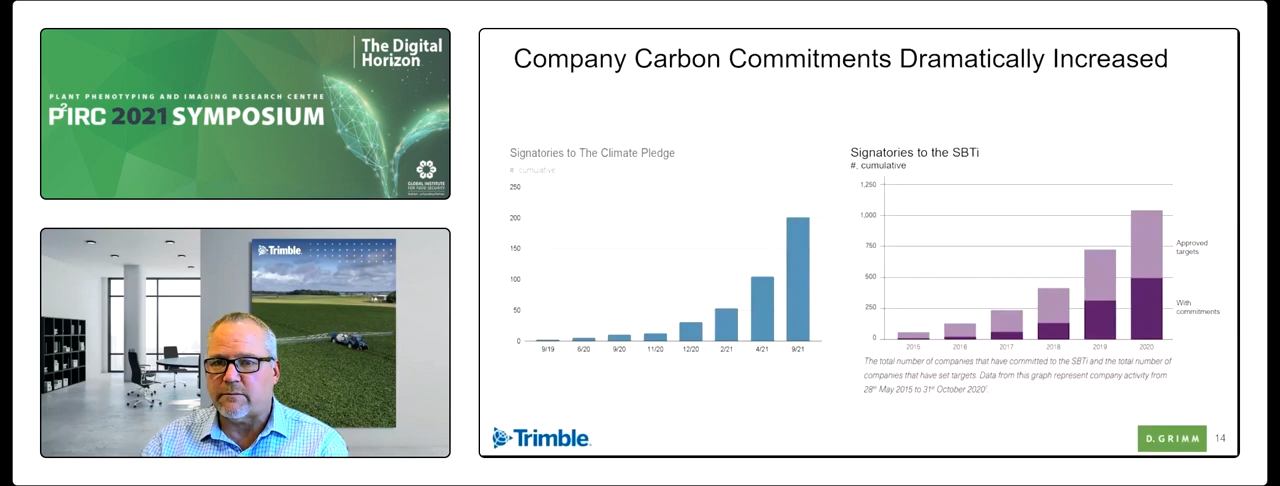 The Digital
Horizon
PLANT PHENOTYPING AND IMAGING RESEARCH CENTRE
P²IRC 2021 SYMPOSIUM
GLOBAL INSTITUTE
FOR FOOD SECURITY
Trimble
Company Carbon Commitments Dramatically Increased
Signatories to The Climate Pledge
#, cumulative
250
200
150
100
50
0
9/19
6/20
9/20
11/20
12/20
2/21
4/21
9/21
Signatories to the SBTi
#, cumulative
1,250
1,000
750
500
250
0
2015
2016
2017
2018
2019
2020
Approved
targets
With
commitments
The total number of companies that have committed to the SBTi and the total number of
companies that have set targets. Data from this graph represent company activity from
28th May 2015 to 31st October 2020
Trimble
D. GRIMM
14